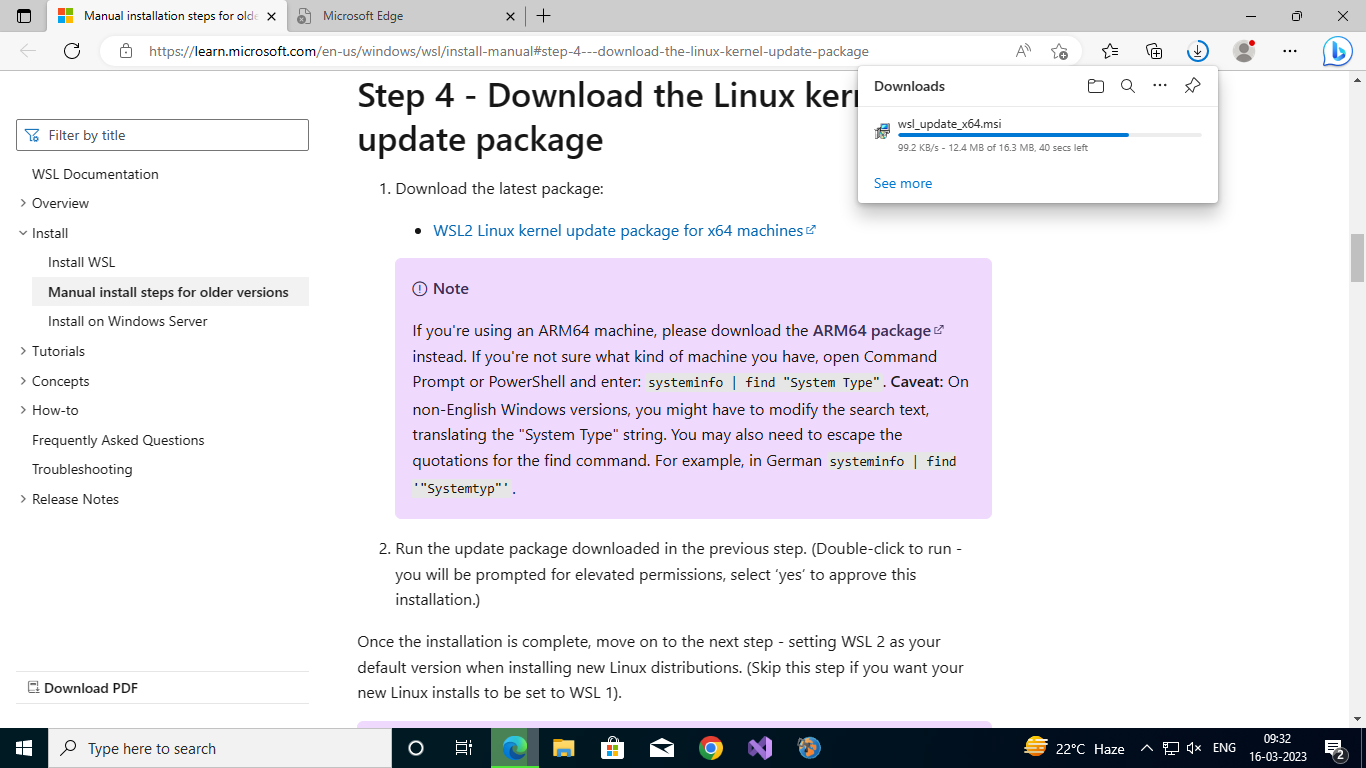 Manual installation steps for olde
Microsoft Edge
https://learn.microsoft.com/en-us/windows/wsl/install-manual#step-4---download-the-linux-kernel-update-package
Downloads
wsl_update_x64.msi
99.2 KB/s - 12.4 MB of 16.3 MB, 40 secs left
See more
Filter by title
WSL Documentation
Overview
Install
Install WSL
Manual install steps for older versions
Install on Windows Server
Tutorials
Concepts
How-to
Frequently Asked Questions
Troubleshooting
Release Notes
Download PDF
Step 4 - Download the Linux ker
update package
1. Download the latest package:
• WSL2 Linux kernel update package for x64 machines
Note
If you're using an ARM64 machine, please download the ARM64 package
instead. If you're not sure what kind of machine you have, open Command
Prompt or PowerShell and enter: systeminfo | find "System Type". Caveat: On
non-English Windows versions, you might have to modify the search text,
translating the "System Type" string. You may also need to escape the
quotations for the find command. For example, in German systeminfo | find
'"Systemtyp"'.
2. Run the update package downloaded in the previous step. (Double-click to run -
you will be prompted for elevated permissions, select ‘yes’ to approve this
installation.)
Once the installation is complete, move on to the next step - setting WSL 2 as your
default version when installing new Linux distributions. (Skip this step if you want your
new Linux installs to be set to WSL 1).
Type here to search
22°C Haze
ENG
09:32
16-03-2023
2